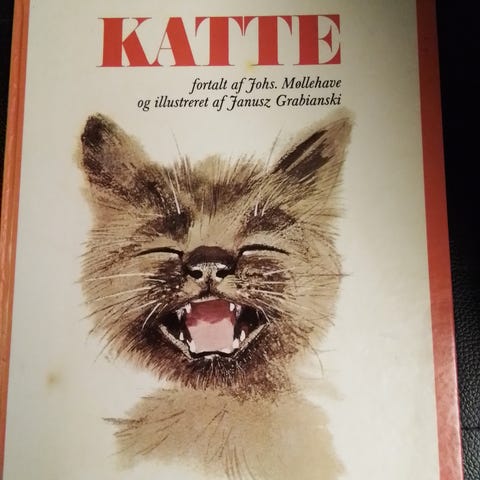 KATTE
fortalt af Johs. Møllehave
og illustreret af Janusz Grabianski